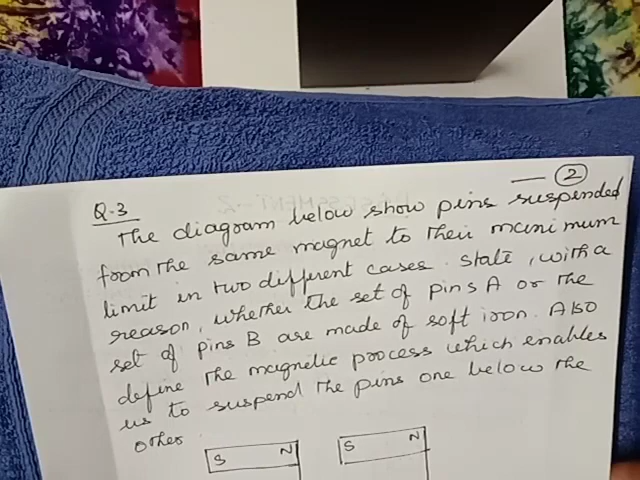 Q.3 — 2
The diagram below show pins suspended
from the same magnet to their maximum
limit in two different cases. State, with a
reason, whether the set of pins A or the
set of pins B are made of soft iron. Also
define the magnetic process which enables
us to suspend the pins one below the
other.
S N S N